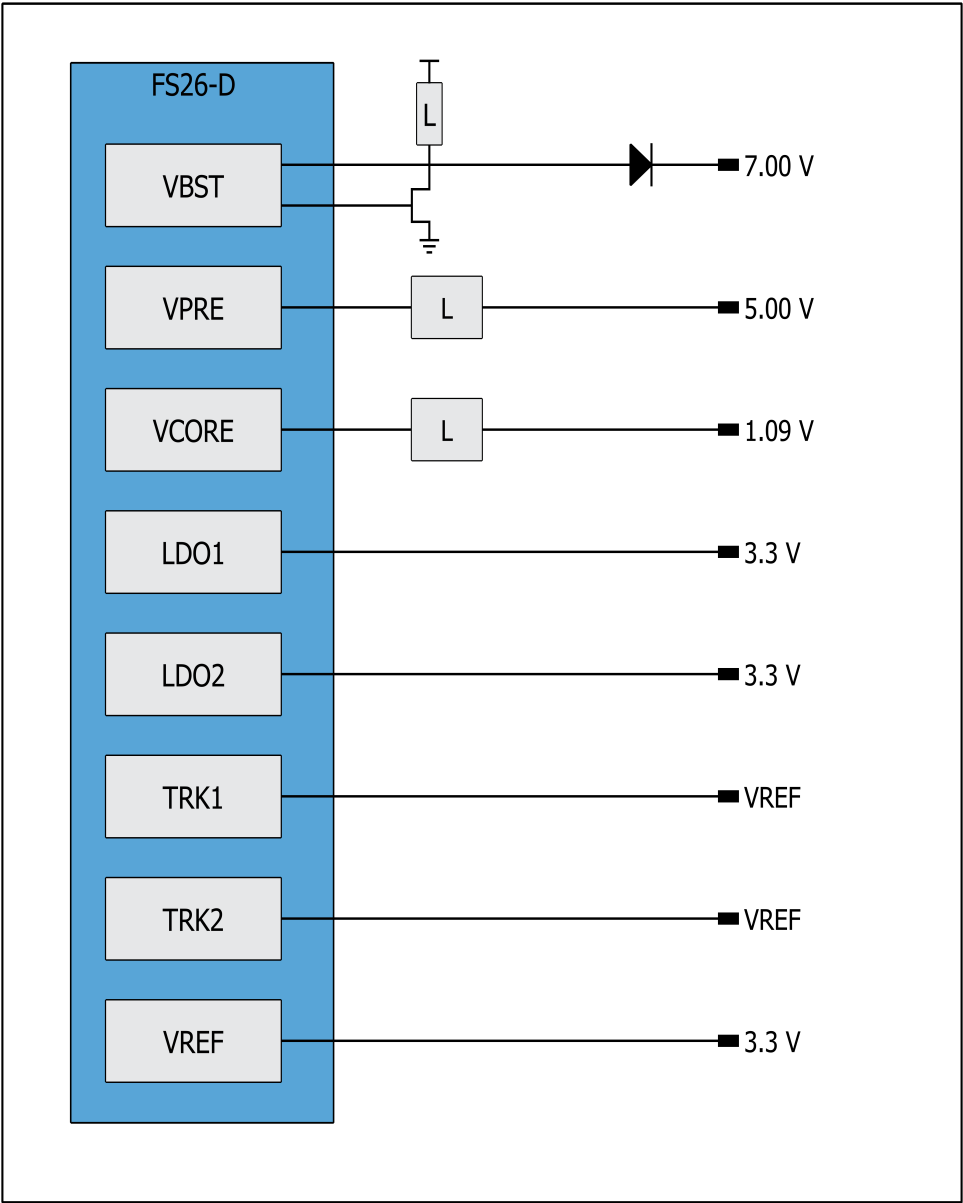 FS26-D
L
VBST
7.00 V
VPRE
L
5.00 V
VCORE
L
1.09 V
LDO1
3.3 V
LDO2
3.3 V
TRK1
VREF
TRK2
VREF
VREF
3.3 V